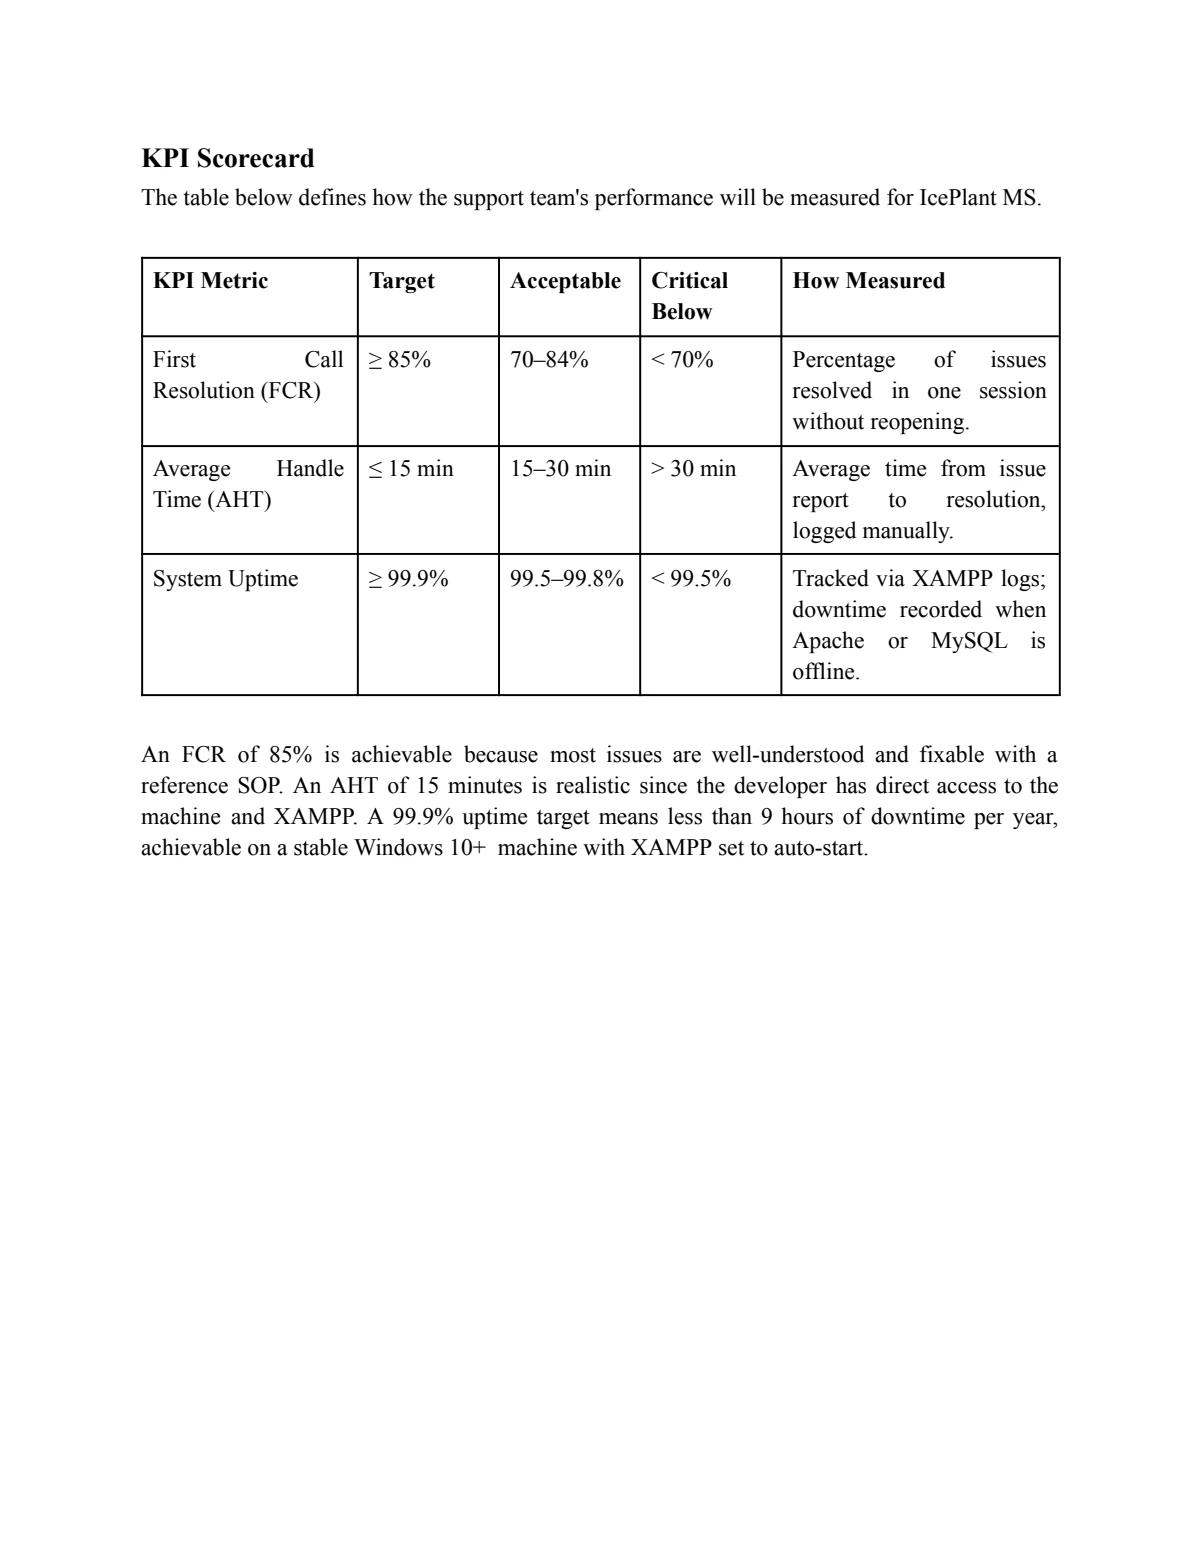 KPI Scorecard
The table below defines how the support team's performance will be measured for IcePlant MS.
KPI Metric Target Acceptable Critical
Below How Measured
First Call
Resolution (FCR) ≥ 85% 70–84% < 70% Percentage of issues
resolved in one session
without reopening.
Average Handle
Time (AHT) ≤ 15 min 15–30 min > 30 min Average time from issue
report to resolution,
logged manually.
System Uptime ≥ 99.9% 99.5–99.8% < 99.5% Tracked via XAMPP logs;
downtime recorded when
Apache or MySQL is
offline.
An FCR of 85% is achievable because most issues are well-understood and fixable with a
reference SOP. An AHT of 15 minutes is realistic since the developer has direct access to the
machine and XAMPP. A 99.9% uptime target means less than 9 hours of downtime per year,
achievable on a stable Windows 10+  machine with XAMPP set to auto-start.